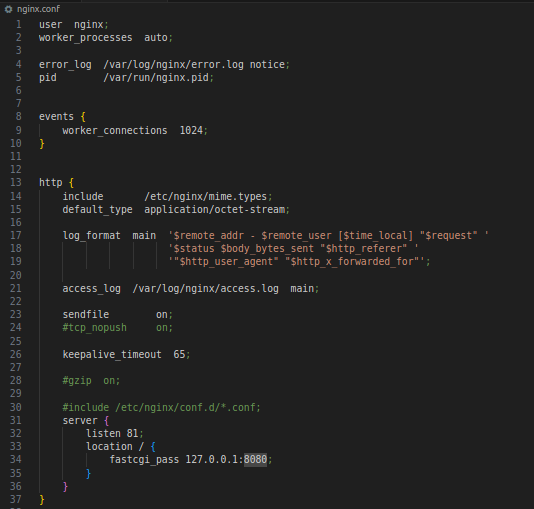 nginx.conf
1 user  nginx;
2 worker_processes  auto;
3
4 error_log  /var/log/nginx/error.log notice;
5 pid        /var/run/nginx.pid;
6
7
8 events {
9     worker_connections  1024;
10 }
11
12
13 http {
14     include       /etc/nginx/mime.types;
15     default_type  application/octet-stream;
16
17     log_format  main  '$remote_addr - $remote_user [$time_local] "$request" '
18                       '$status $body_bytes_sent "$http_referer" '
19                       '"$http_user_agent" "$http_x_forwarded_for"';
20
21     access_log  /var/log/nginx/access.log  main;
22
23     sendfile        on;
24     #tcp_nopush     on;
25
26     keepalive_timeout  65;
27
28     #gzip  on;
29
30     #include /etc/nginx/conf.d/*.conf;
31     server {
32         listen 81;
33         location / {
34             fastcgi_pass 127.0.0.1:8080;
35         }
36     }
37 }